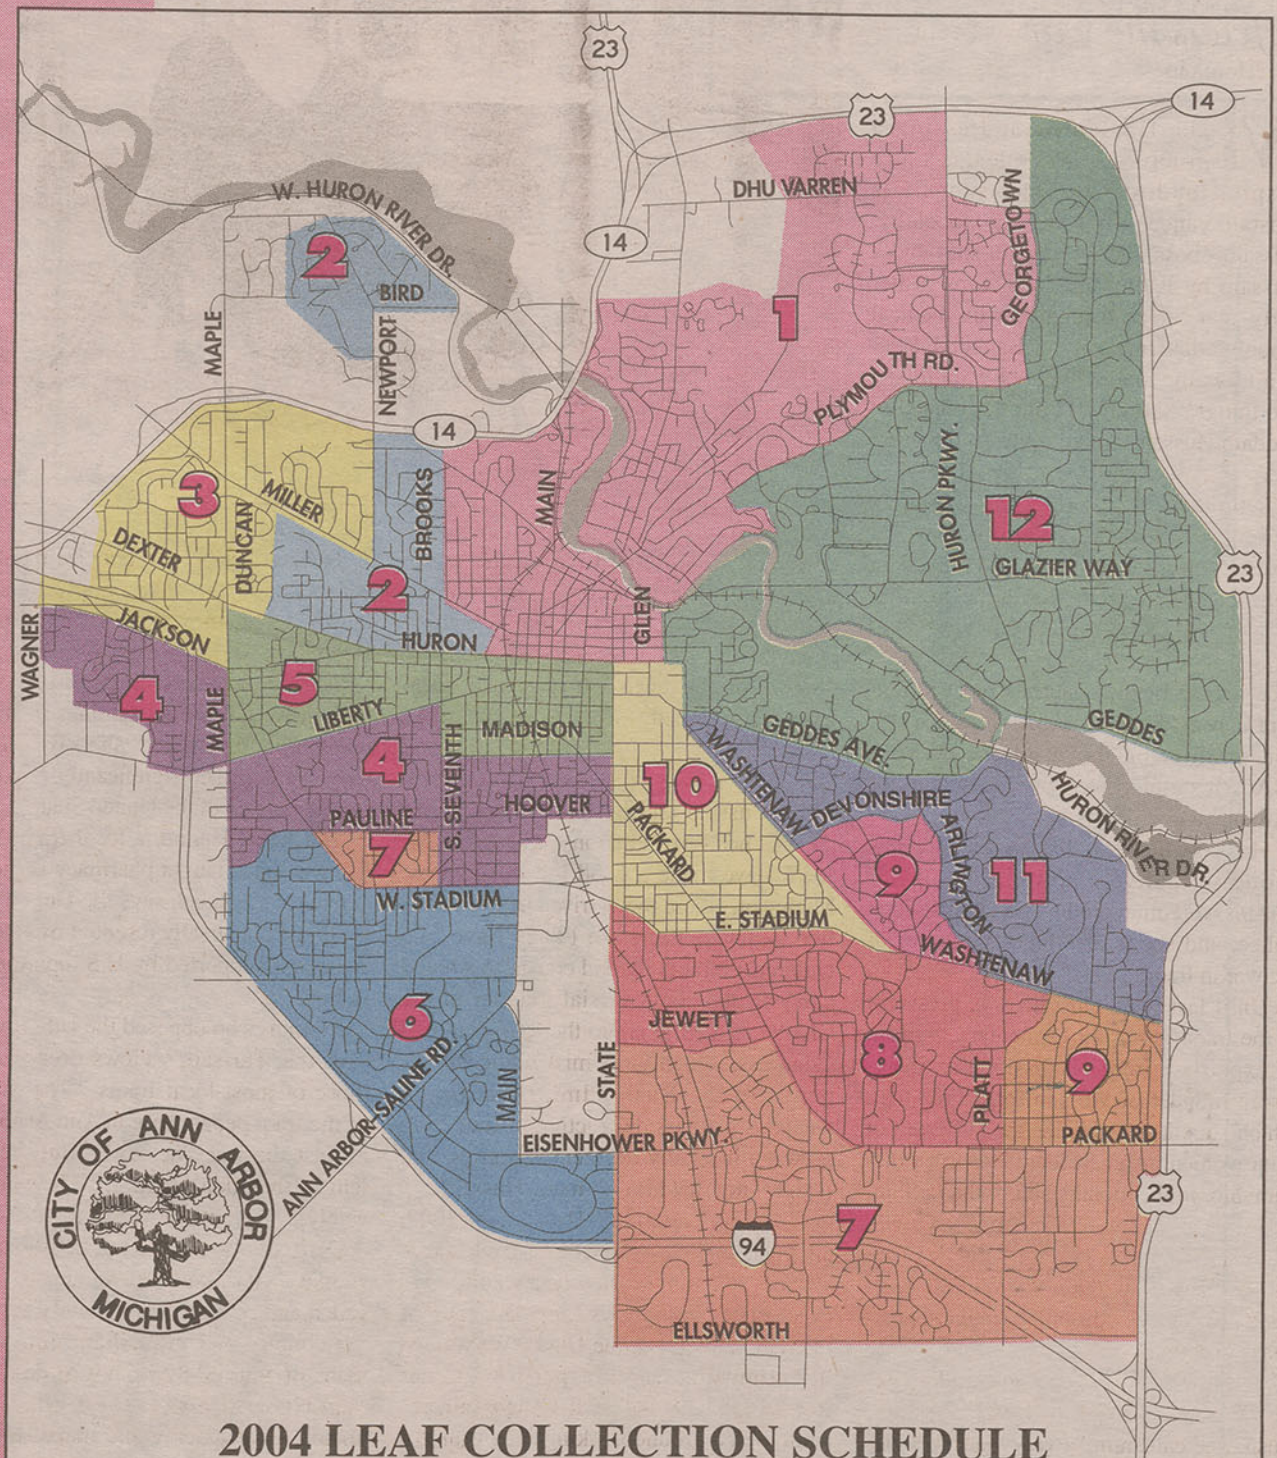 23
14
23
DHU VARREN
GEORGETOWN
W. HURON RIVER DR.
14
2
BIRD
1
MAPLE
NEWPORT
PLYMOUTH RD.
14
HURON PKWY.
3
MILLER
BROOKS
MAIN
12
DUNCAN
DEXTER
GLAZIER WAY
23
2
GLEN
JACKSON
HURON
WAGNER
5
4
LIBERTY
MAPLE
MADISON
GEDDES AVE.
GEDDES
4
S. SEVENTH
WASHTENAW
10
HOOVER
PACKARD
DEVONSHIRE
ARLINGTON
HURON RIVER DR.
PAULINE
7
9
11
W. STADIUM
E. STADIUM
WASHTENAW
6
JEWETT
8
9
ANN ARBOR-SALINE RD.
MAIN
STATE
PLATT
PACKARD
EISENHOWER PKWY.
CITY OF ANN ARBOR
MICHIGAN
23
7
94
ELLSWORTH
2004 LEAF COLLECTION SCHEDULE